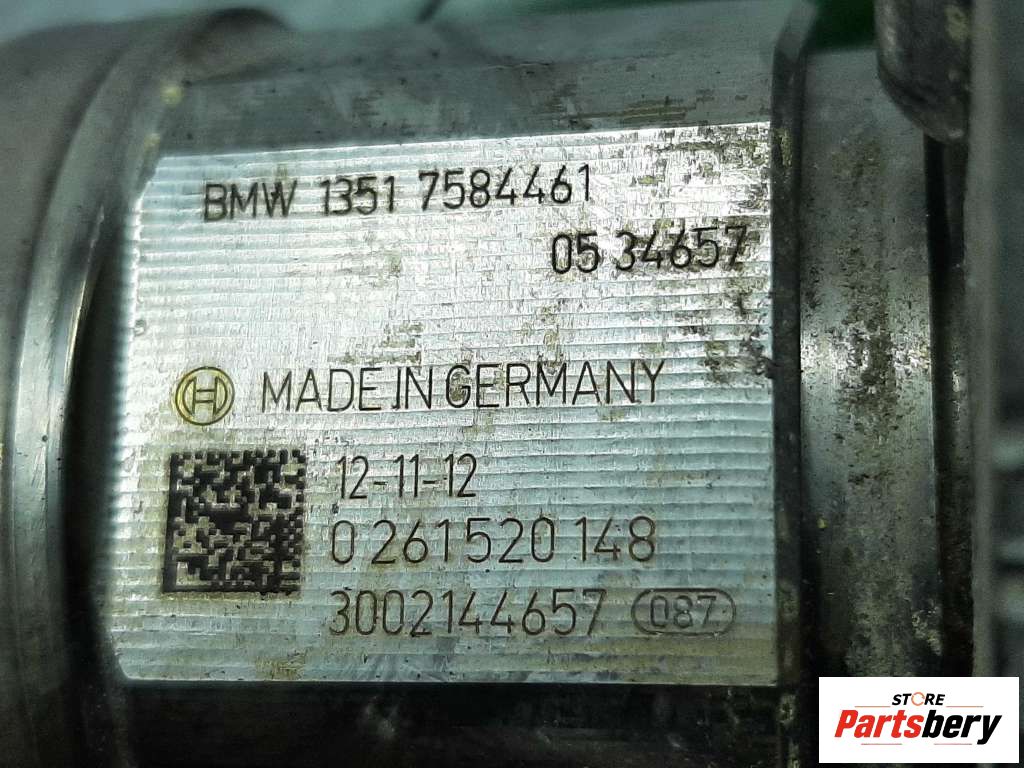 BMW 1351 7584461
05 34657
MADE IN GERMANY
12-11-12
0 261 520 148
3002144657 087
STORE
Partsbery